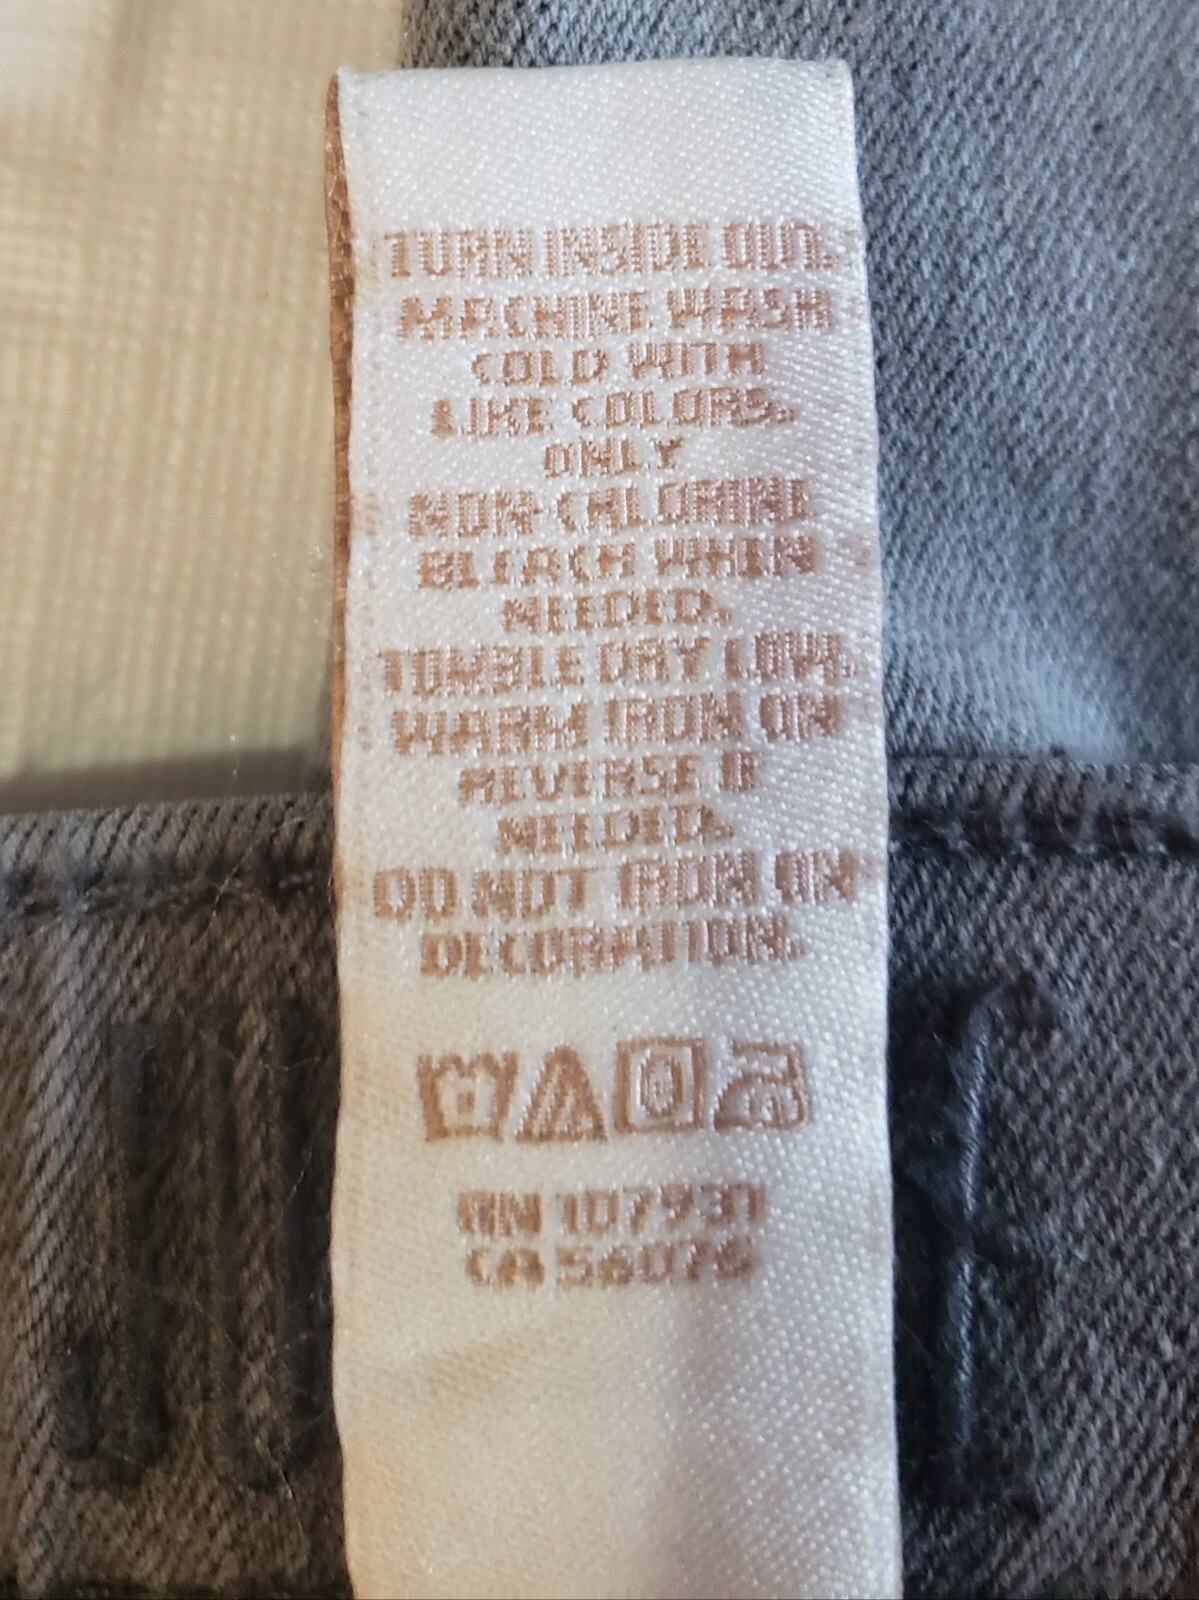 TURN INSIDE OUT.
MACHINE WASH
COLD WITH
LIKE COLORS.
ONLY
NON-CHLORINE
BLEACH WHEN
NEEDED.
TUMBLE DRY LOW.
WARM IRON ON
REVERSE IF
NEEDED.
DO NOT IRON ON
DECORATION.
RN 107931
CA 56076